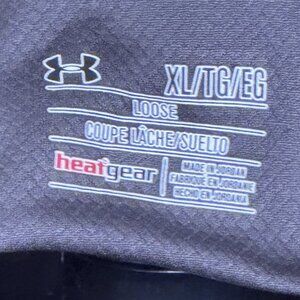 XL/TG/EG
LOOSE
COUPE LÂCHE/SUELTO
heatgear
MADE IN JORDAN
FABRIQUÉ EN JORDANIE
HECHO EN JORDANIA